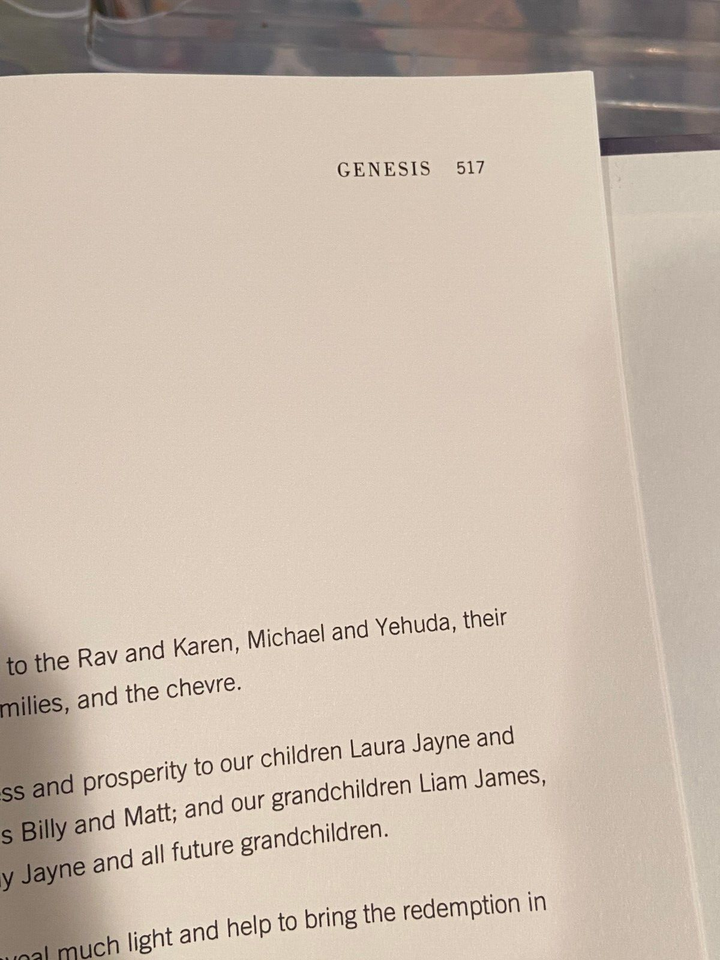 GENESIS 517
to the Rav and Karen, Michael and Yehuda, their
milies, and the chevre.
ss and prosperity to our children Laura Jayne and
s Billy and Matt; and our grandchildren Liam James,
y Jayne and all future grandchildren.
much light and help to bring the redemption in